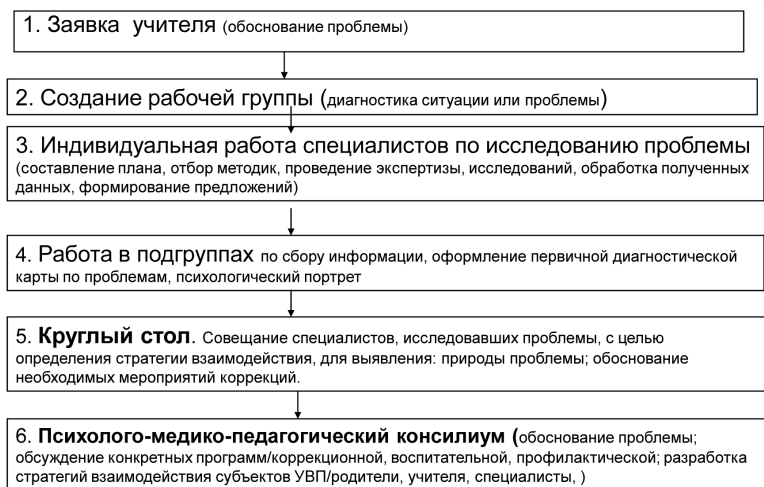 1. Заявка учителя (обоснование проблемы)
2. Создание рабочей группы (диагностика ситуации или проблемы)
3. Индивидуальная работа специалистов по исследованию проблемы
(составление плана, отбор методик, проведение экспертизы, исследований, обработка полученных
данных, формирование предложений)
4. Работа в подгруппах по сбору информации, оформление первичной диагностической
карты по проблемам, психологический портрет
5. Круглый стол. Совещание специалистов, исследовавших проблемы, с целью
определения стратегии взаимодействия, для выявления: природы проблемы; обоснование
необходимых мероприятий коррекций.
6. Психолого-медико-педагогический консилиум (обоснование проблемы;
обсуждение конкретных программ/коррекционной, воспитательной, профилактической; разработка
стратегий взаимодействия субъектов УВП/родители, учителя, специалисты, )